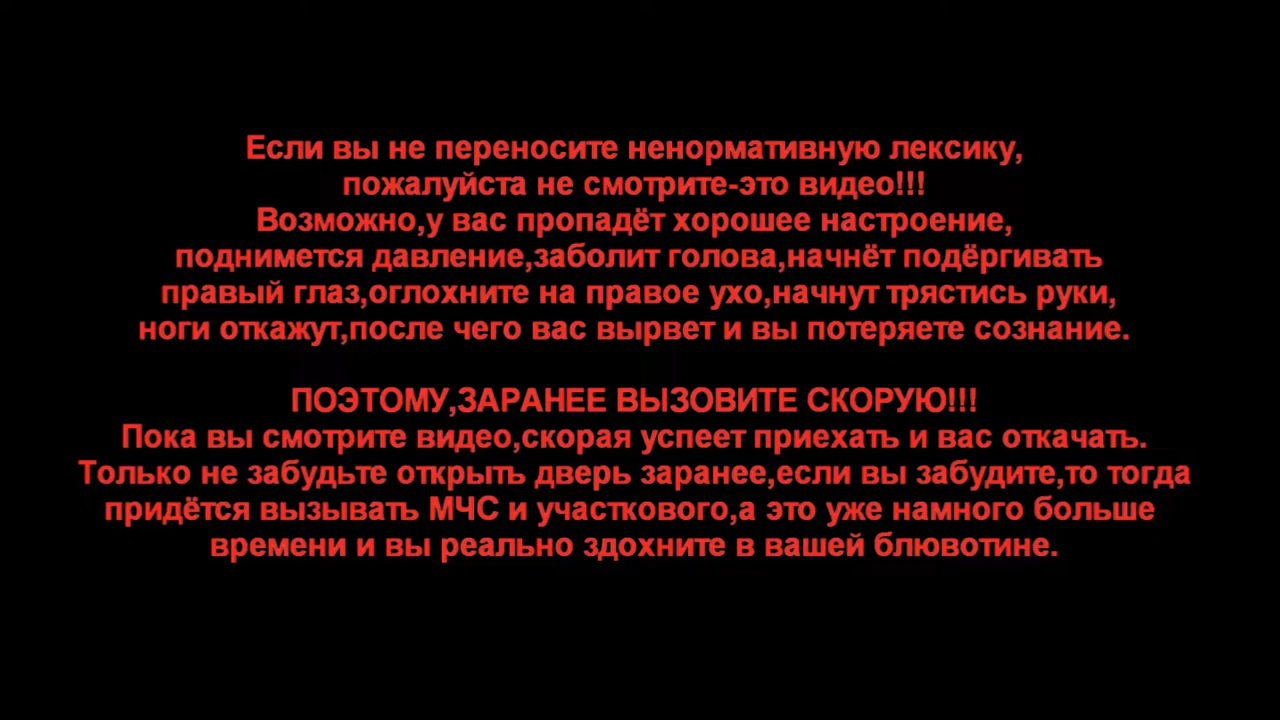 Если вы не переносите ненормативную лексику,
пожалуйста не смотрите-это видео!!!
Возможно,у вас пропадёт хорошее настроение,
поднимется давление,заболит голова,начнёт подёргивать
правый глаз,оглохните на правое ухо,начнут трястись руки,
ноги откажут,после чего вас вырвет и вы потеряете сознание.
ПОЭТОМУ,ЗАРАНЕЕ ВЫЗОВИТЕ СКОРУЮ!!!
Пока вы смотрите видео,скорая успеет приехать и вас откачать.
Только не забудьте открыть дверь заранее,если вы забудите,то тогда
придётся вызывать МЧС и участкового,а это уже намного больше
времени и вы реально здохните в вашей блювотине.